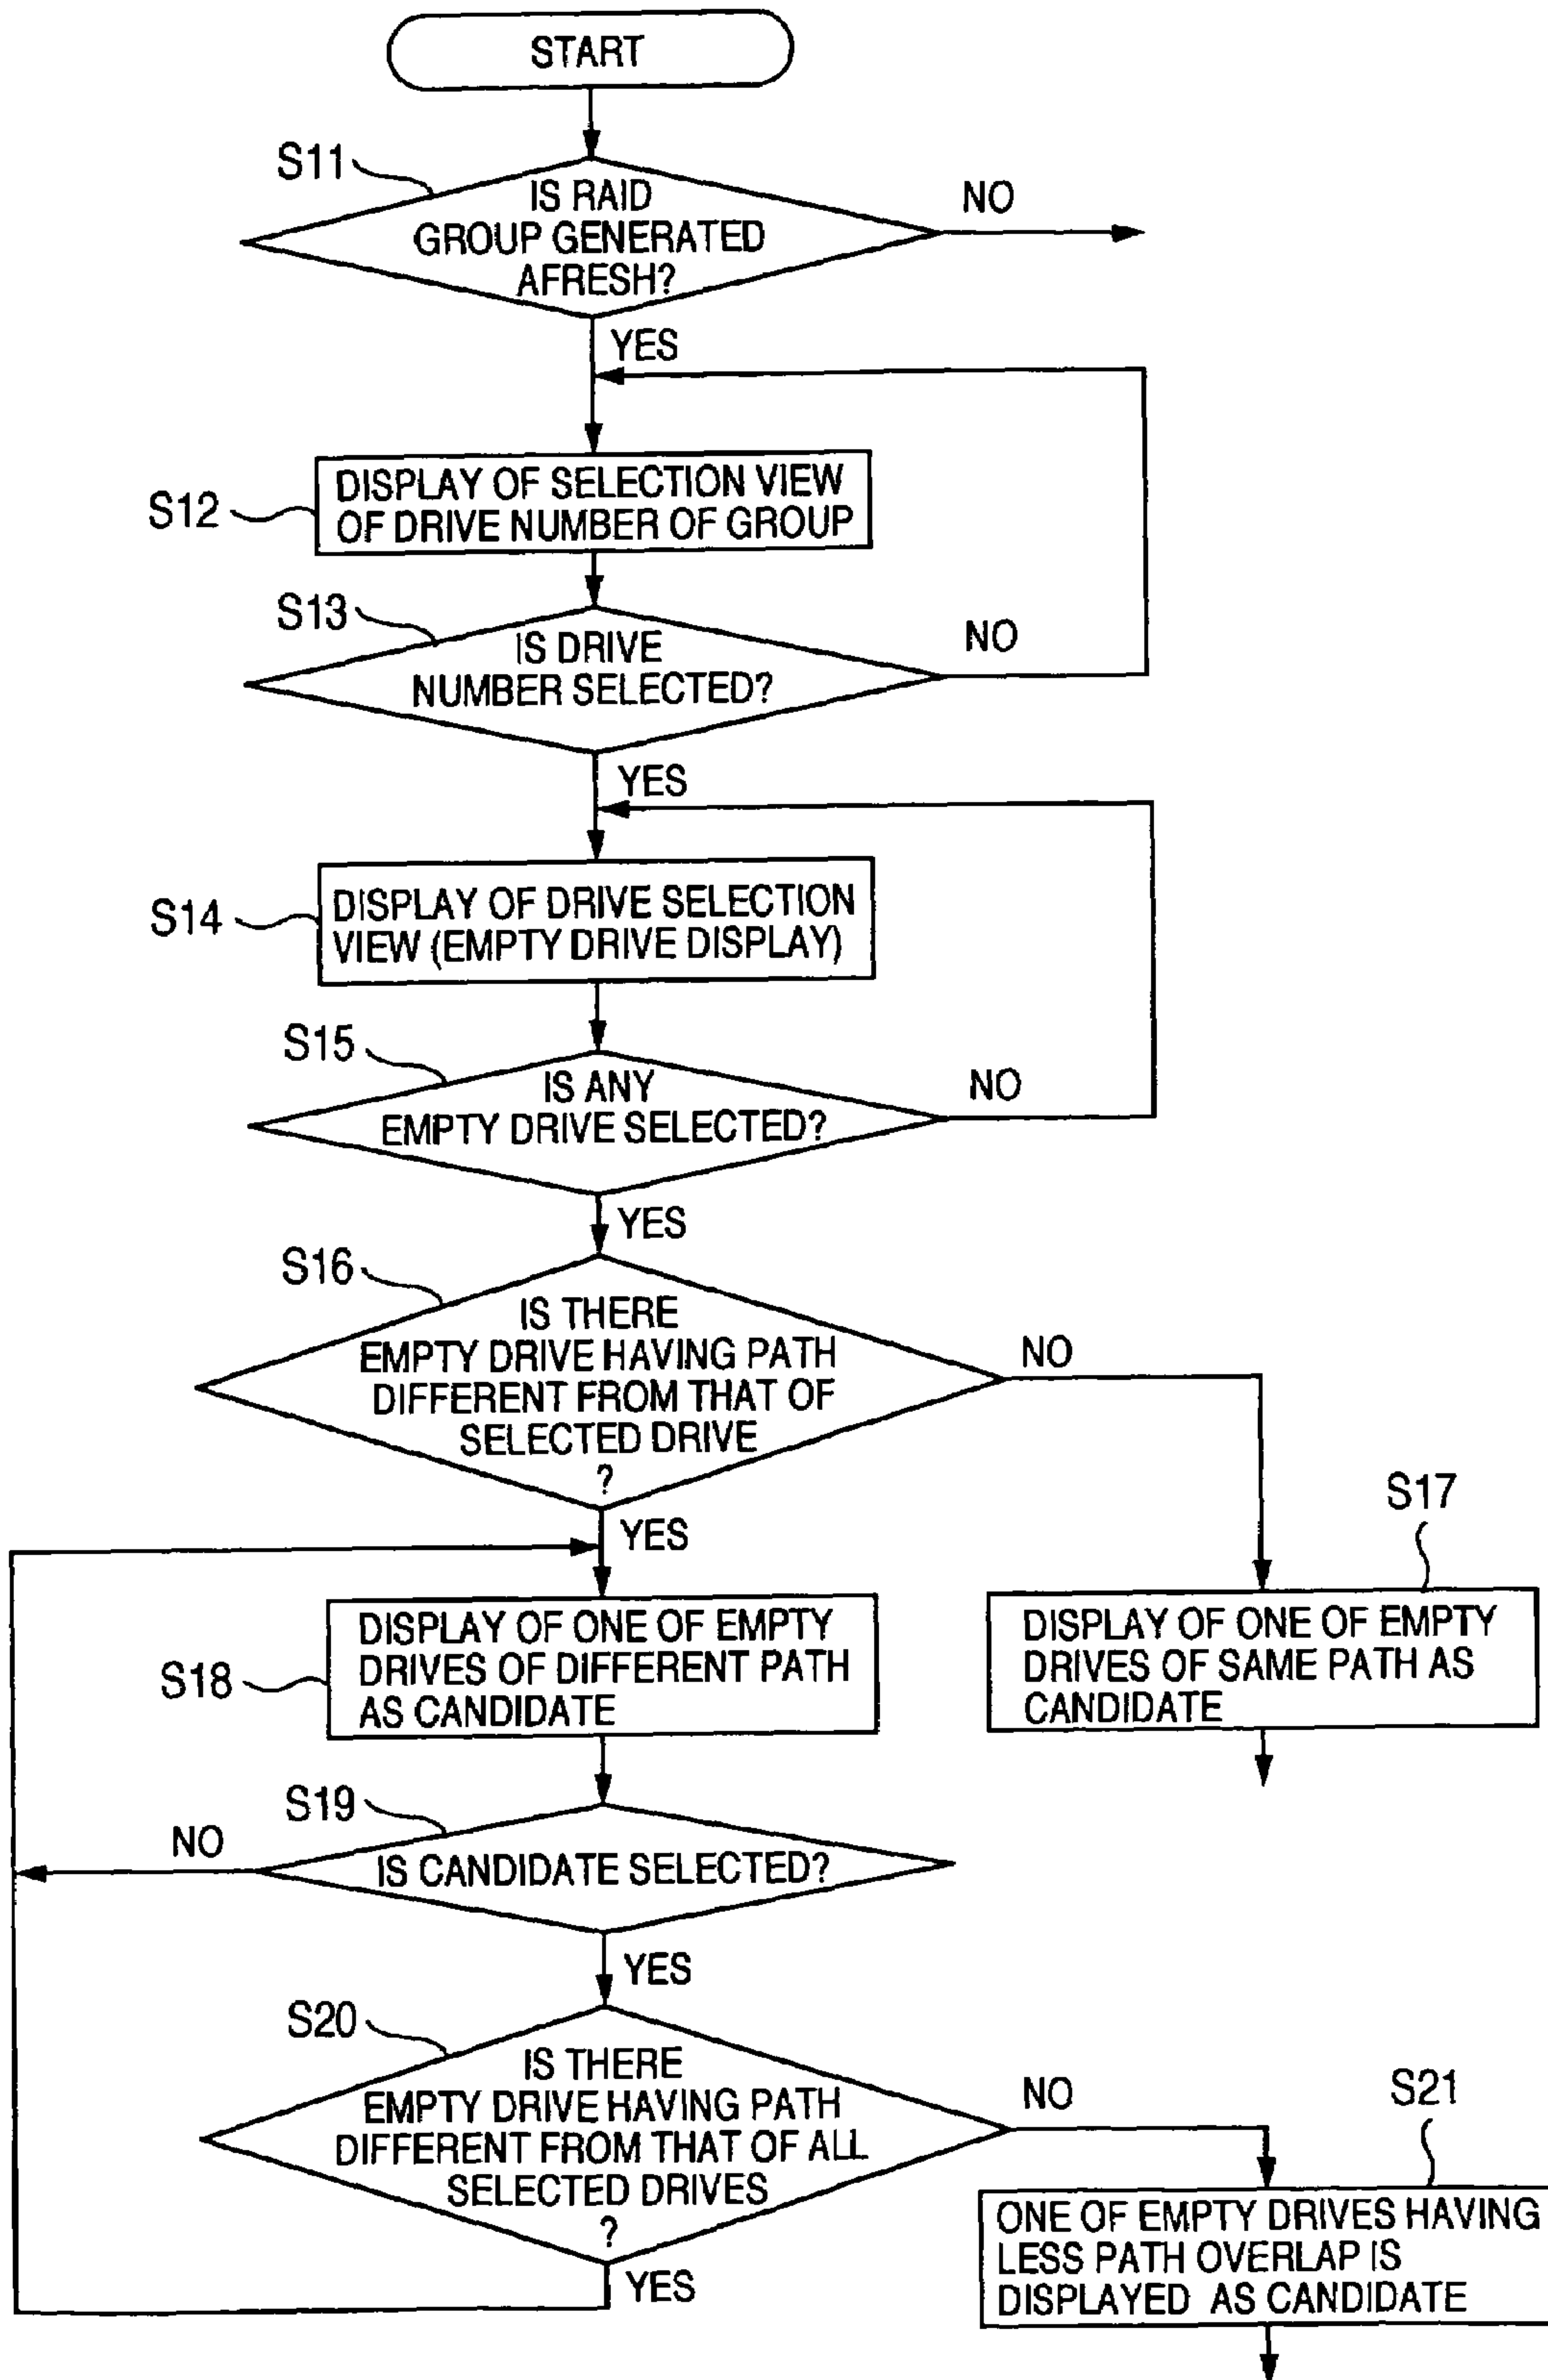 START
S11
IS RAID
GROUP GENERATED
AFRESH?
NO
YES
S12
DISPLAY OF SELECTION VIEW
OF DRIVE NUMBER OF GROUP
S13
IS DRIVE
NUMBER SELECTED?
NO
YES
S14
DISPLAY OF DRIVE SELECTION
VIEW (EMPTY DRIVE DISPLAY)
S15
IS ANY
EMPTY DRIVE SELECTED?
NO
YES
S16
IS THERE
EMPTY DRIVE HAVING PATH
DIFFERENT FROM THAT OF
SELECTED DRIVE
?
NO
YES
S17
DISPLAY OF ONE OF EMPTY
DRIVES OF SAME PATH AS
CANDIDATE
S18
DISPLAY OF ONE OF EMPTY
DRIVES OF DIFFERENT PATH
AS CANDIDATE
S19
IS CANDIDATE SELECTED?
NO
YES
S20
IS THERE
EMPTY DRIVE HAVING PATH
DIFFERENT FROM THAT OF ALL
SELECTED DRIVES
?
NO
YES
S21
ONE OF EMPTY DRIVES HAVING
LESS PATH OVERLAP IS
DISPLAYED AS CANDIDATE